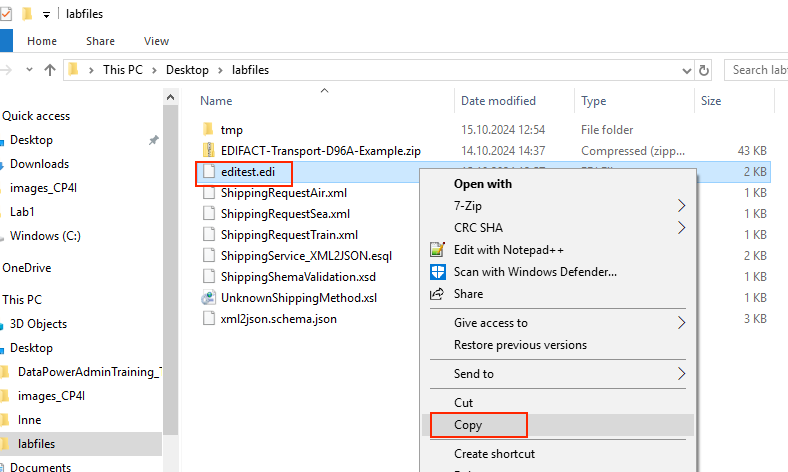 labfiles
Home Share View
This PC Desktop labfiles
Search lab
Name Date modified Type Size
Quick access
Desktop
Downloads
images_CP4I
Lab1
Windows (C:)
OneDrive
This PC
3D Objects
Desktop
DataPowerAdminTraining_T
images_CP4I
Inne
labfiles
Documents
tmp 15.10.2024 12:54 File folder
EDIFACT-Transport-D96A-Example.zip 14.10.2024 14:37 Compressed (zipp... 43 KB
editest.edi 2 KB
ShippingRequestAir.xml 1 KB
ShippingRequestSea.xml 1 KB
ShippingRequestTrain.xml 1 KB
ShippingService_XML2JSON.esql 2 KB
ShippingShemaValidation.xsd 1 KB
UnknownShippingMethod.xsl 1 KB
xml2json.schema.json 3 KB
Open with
7-Zip
CRC SHA
Edit with Notepad++
Scan with Windows Defender...
Share
Give access to
Restore previous versions
Send to
Cut
Copy
Create shortcut